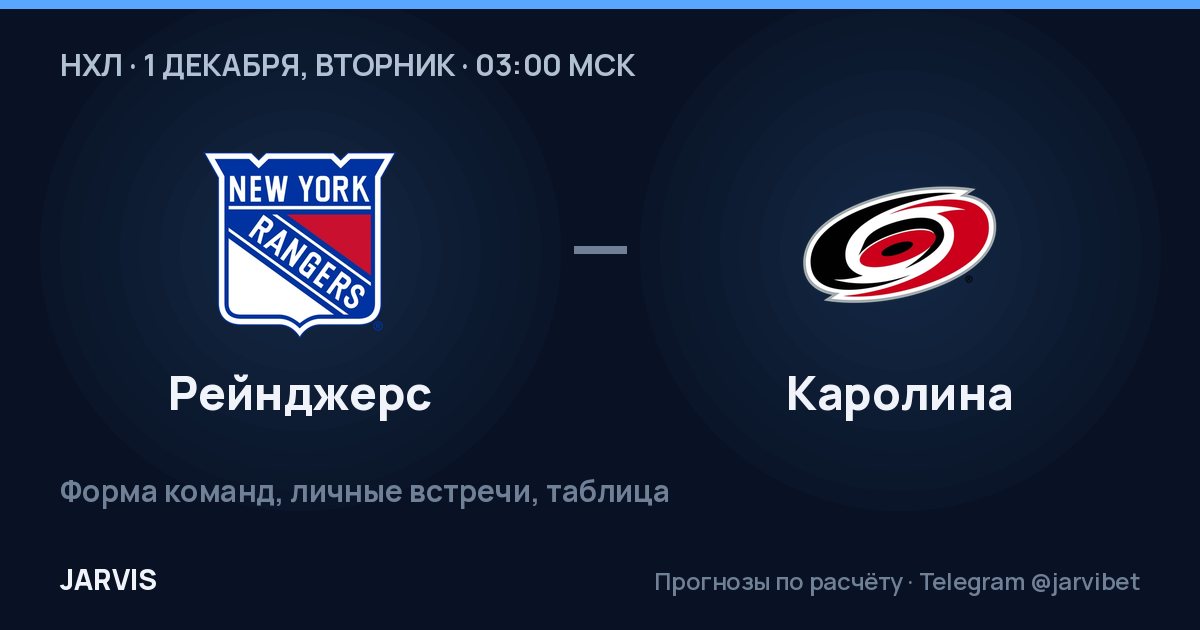 НХЛ · 1 ДЕКАБРЯ, ВТОРНИК · 03:00 МСК
NEW YORK
RANGERS
—
Рейнджерс
Каролина
Форма команд, личные встречи, таблица
JARVIS
Прогнозы по расчёту · Telegram @jarvibet